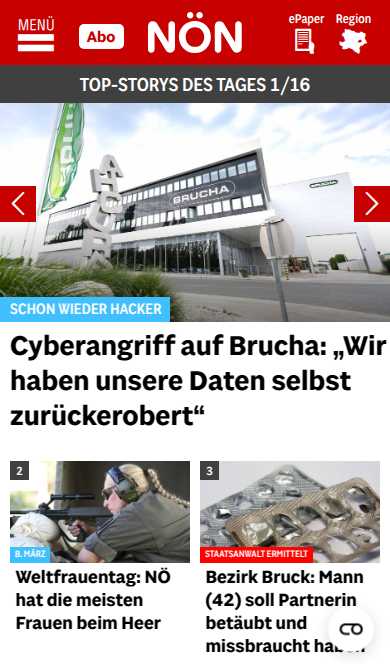 MENÜ
Abo
NÖN
ePaper
Region
TOP-STORYS DES TAGES 1/16
BRUCHA
SCHON WIEDER HACKER
Cyberangriff auf Brucha: „Wir
haben unsere Daten selbst
zurückerobert“
2
8. MÄRZ
Weltfrauentag: NÖ
hat die meisten
Frauen beim Heer
3
STAATSANWALT ERMITTELT
Bezirk Bruck: Mann
(42) soll Partnerin
betäubt und
missbraucht haben